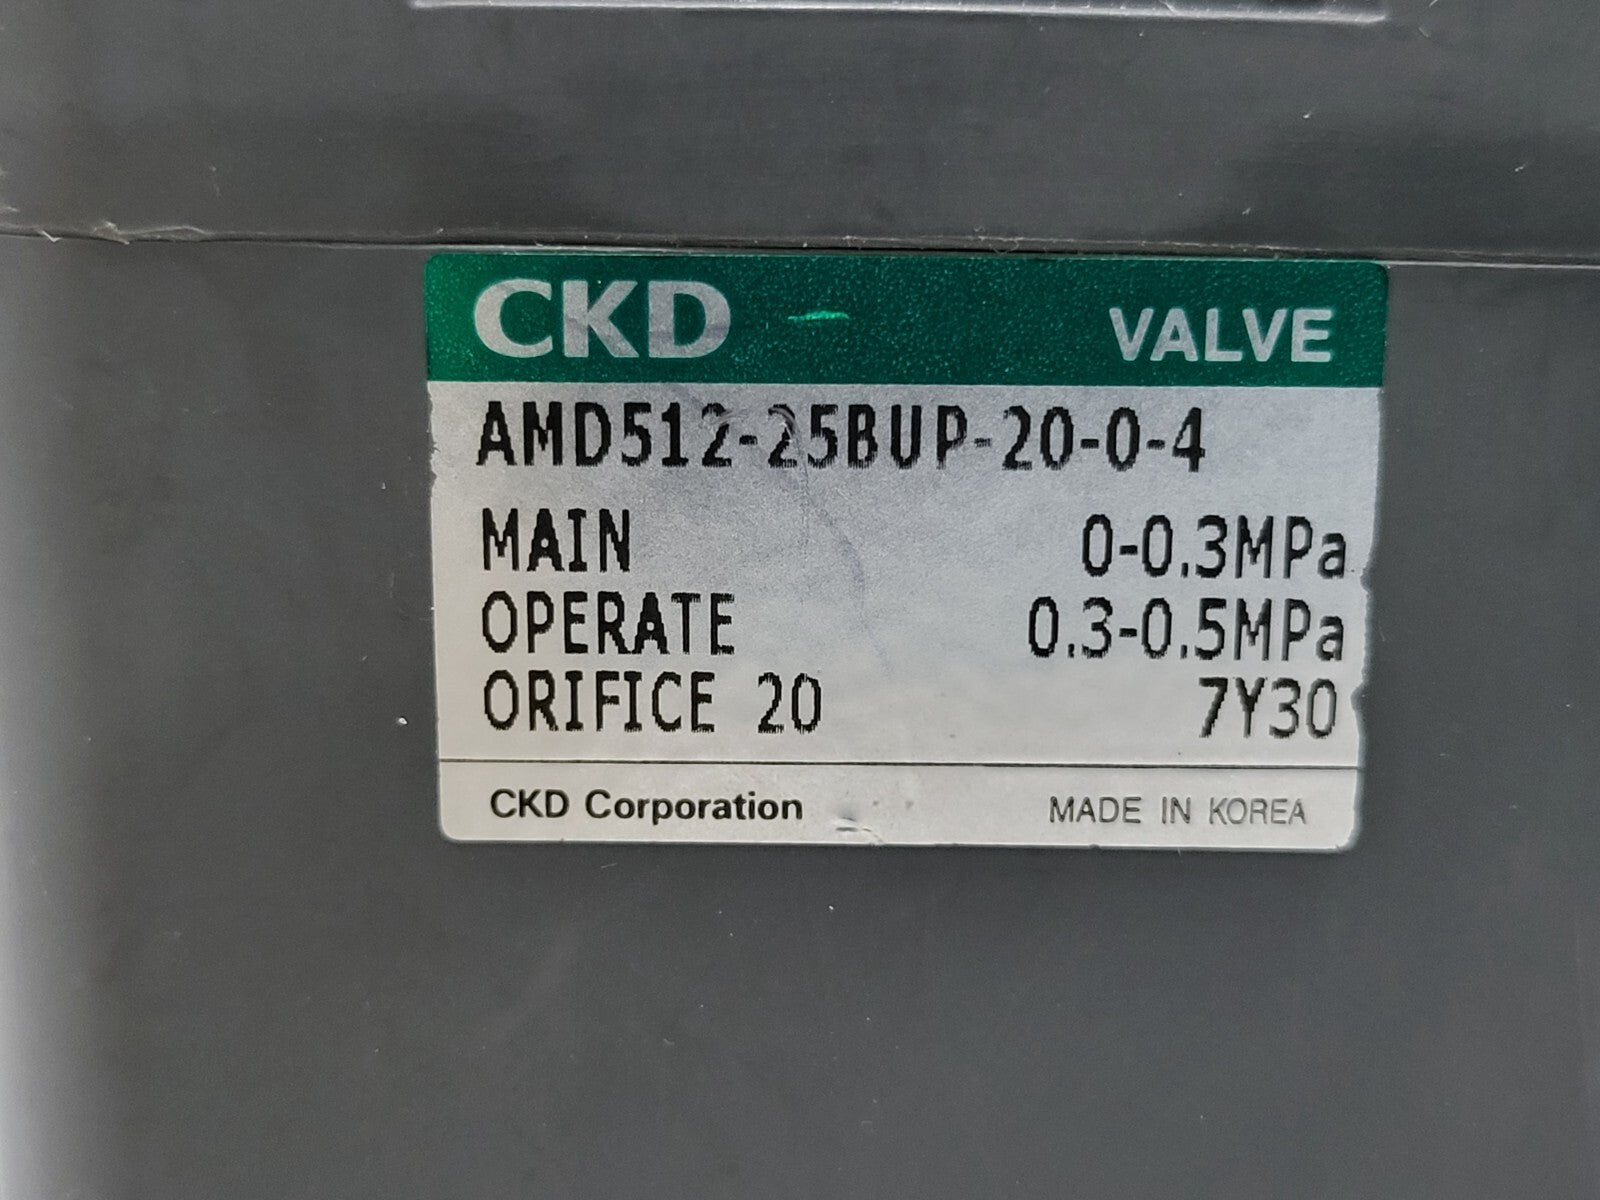 CKD VALVE
AMD512-25BUP-20-0-4
MAIN 0-0.3MPa
OPERATE 0.3-0.5MPa
ORIFICE 20 7Y30
CKD Corporation MADE IN KOREA